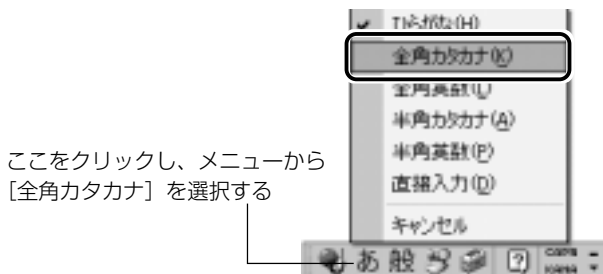 ひらがな(H)
全角カタカナ(K)
全角英数(L)
半角カタカナ(A)
半角英数(P)
直接入力(D)
キャンセル
ここをクリックし、メニューから
［全角カタカナ］を選択する
あ 般 ?
CAPS
KANA